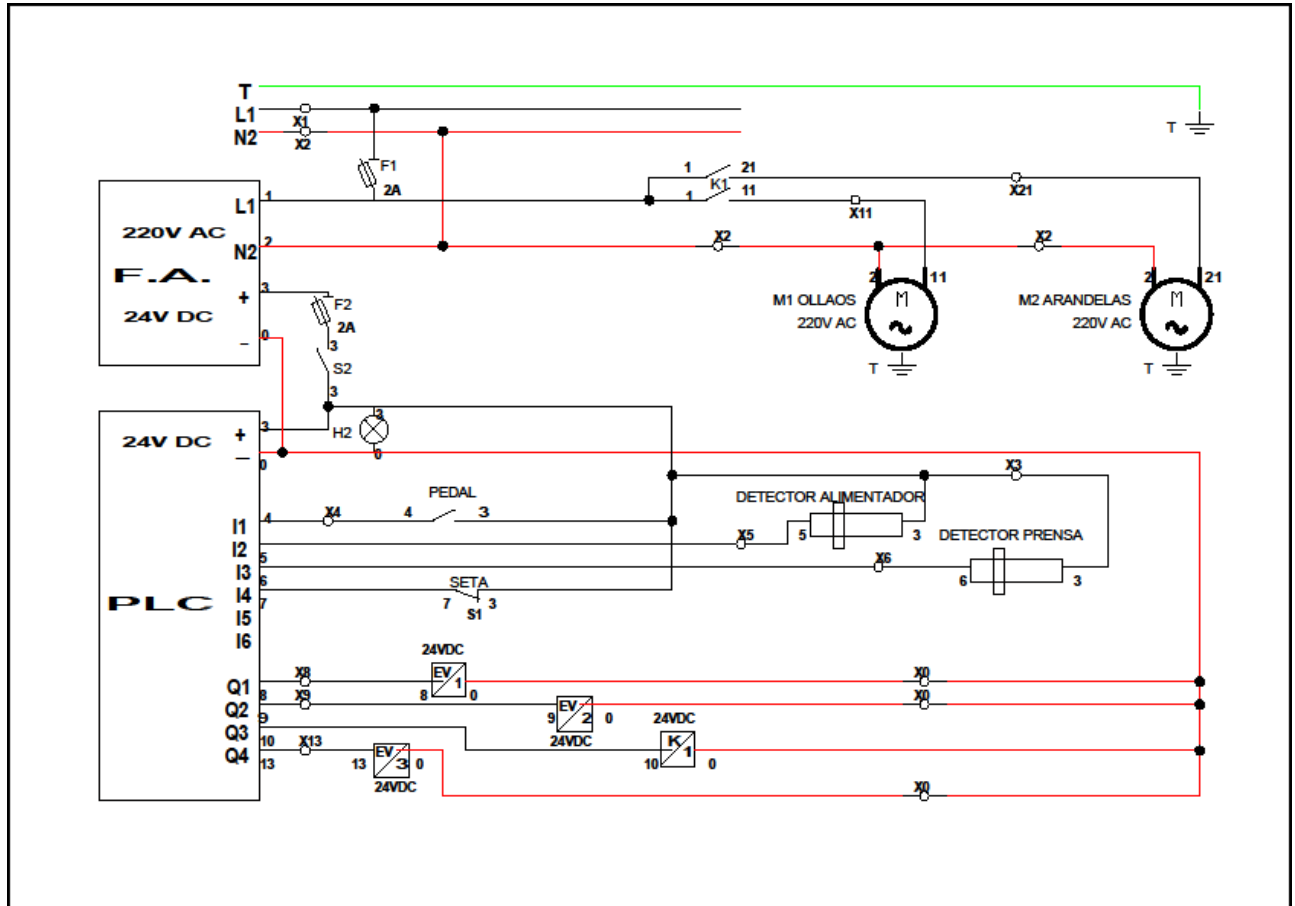 T
L1 X1
N2 X2
T
F1
2A
1 21
K1
1 11
X21
X11
L1 1
220V AC
N2 2
X2 X2
F.A.
+ 3
24V DC
F2
2A
– 0
3
S2
3
2 11
M
M1 OLLAOS
220V AC
T
2 21
M
M2 ARANDELAS
220V AC
T
24V DC
+ 3
– 0
H2
3
0
X3
PEDAL
I1 4 X4 4 3
DETECTOR ALIMENTADOR
I2 5 X5 5 3
DETECTOR PRENSA
I3 6 X6 6 3
SETA
I4 7 7 3
S1
PLC
I5
I6
24VDC
Q1 8 X8 8 EV 1 0 X0
Q2 9 X9 9 EV 2 0 X0
24VDC
24VDC
Q3 10 10 K 1 0
Q4 13 X13 13 EV 3 0
24VDC
X0